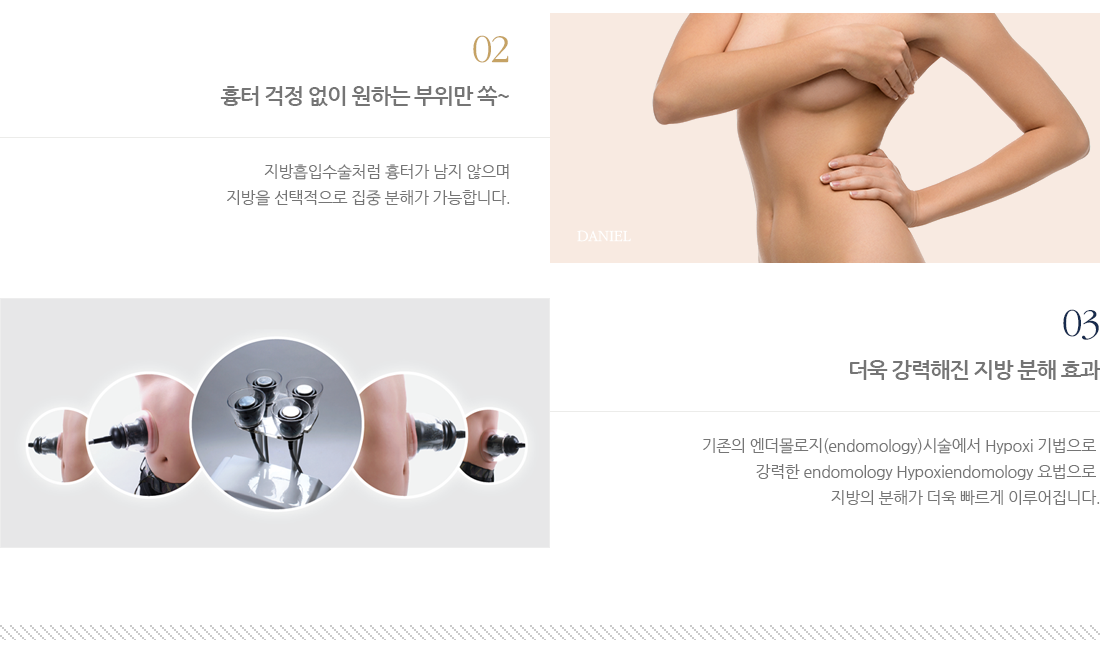 02
흉터 걱정 없이 원하는 부위만 쏙~
지방흡입수술처럼 흉터가 남지 않으며
지방을 선택적으로 집중 분해가 가능합니다.
DANIEL
03
더욱 강력해진 지방 분해 효과
기존의 엔더몰로지(endomology)시술에서 Hypoxi 기법으로
강력한 endomology Hypoxiendomology 요법으로
지방의 분해가 더욱 빠르게 이루어집니다.